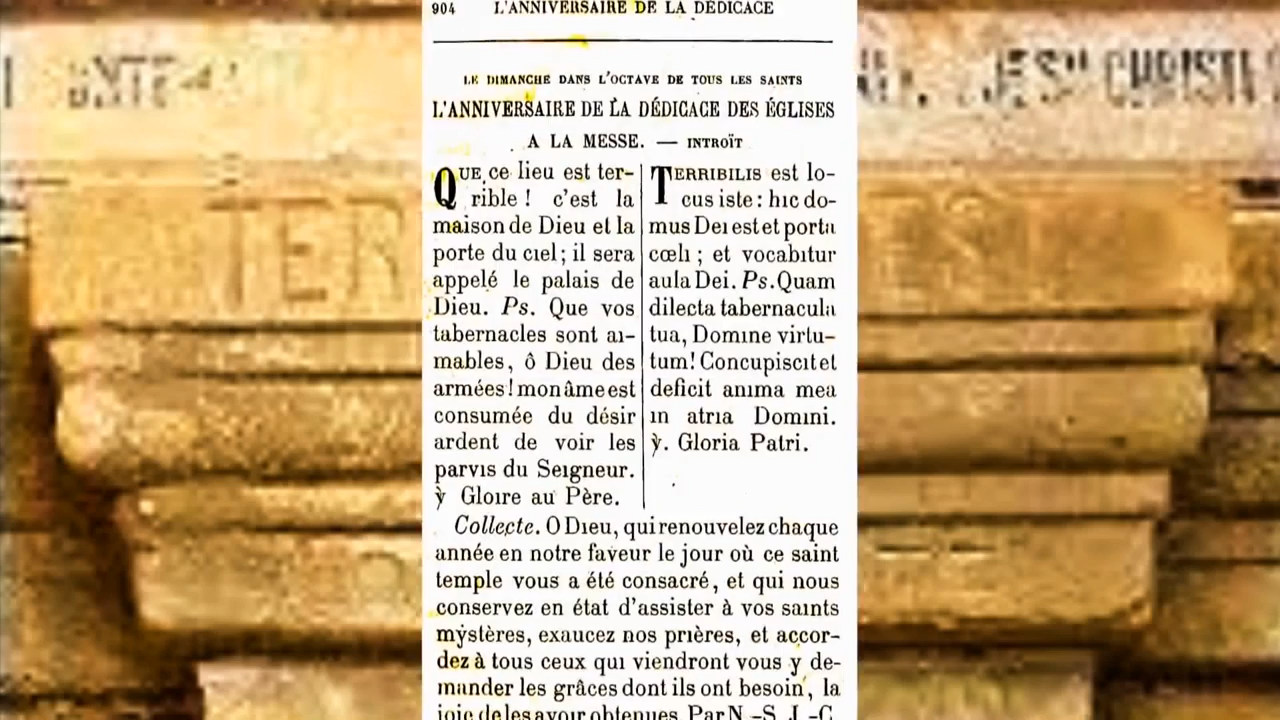 904 L'ANNIVERSAIRE DE LA DÉDICACE
LE DIMANCHE DANS L'OCTAVE DE TOUS LES SAINTS
L'ANNIVERSAIRE DE LA DÉDICACE DES ÉGLISES
A LA MESSE. — INTROÏT
QUE ce lieu est ter-
rible ! c'est la
maison de Dieu et la
porte du ciel ; il sera
appelé le palais de
Dieu. Ps. Que vos
tabernacles sont ai-
mables, ô Dieu des
armées ! mon âme est
consumée du désir
ardent de voir les
parvis du Seigneur.
℣ Gloire au Père.
TERRIBILIS est lo-
cus iste : hic do-
mus Dei est et porta
cœli ; et vocabitur
aula Dei. Ps. Quam
dilecta tabernacula
tua, Domine virtu-
tum! Concupiscit et
deficit anima mea
in atria Domini.
℣. Gloria Patri.
Collecte. O Dieu, qui renouvelez chaque
année en notre faveur le jour où ce saint
temple vous a été consacré, et qui nous
conservez en état d'assister à vos saints
mystères, exaucez nos prières, et accor-
dez à tous ceux qui viendront vous y de-
mander les grâces dont ils ont besoin, la
joie de les avoir obtenues. Par N.-S. J.-C.
TER
CHRISTI